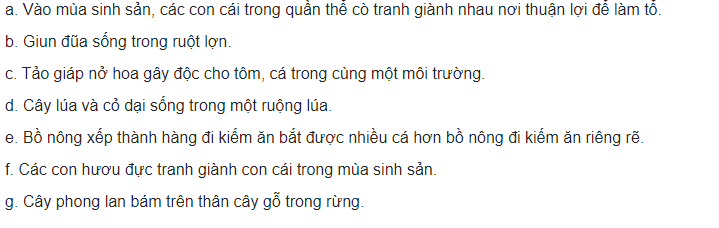 a. Vào mùa sinh sản, các con cái trong quần thể cò tranh giành nhau nơi thuận lợi để làm tổ.
b. Giun đũa sống trong ruột lợn.
c. Tảo giáp nở hoa gây độc cho tôm, cá trong cùng một môi trường.
d. Cây lúa và cỏ dại sống trong một ruộng lúa.
e. Bồ nông xếp thành hàng đi kiếm ăn bắt được nhiều cá hơn bồ nông đi kiếm ăn riêng rẽ.
f. Các con hươu đực tranh giành con cái trong mùa sinh sản.
g. Cây phong lan bám trên thân cây gỗ trong rừng.